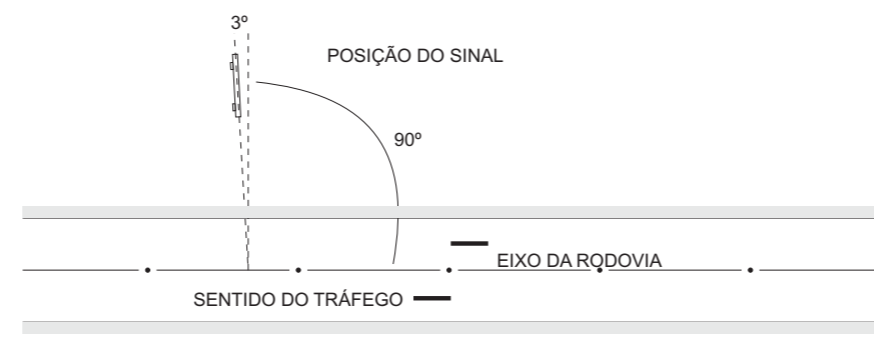 3º
POSIÇÃO DO SINAL
90º
EIXO DA RODOVIA
SENTIDO DO TRÁFEGO